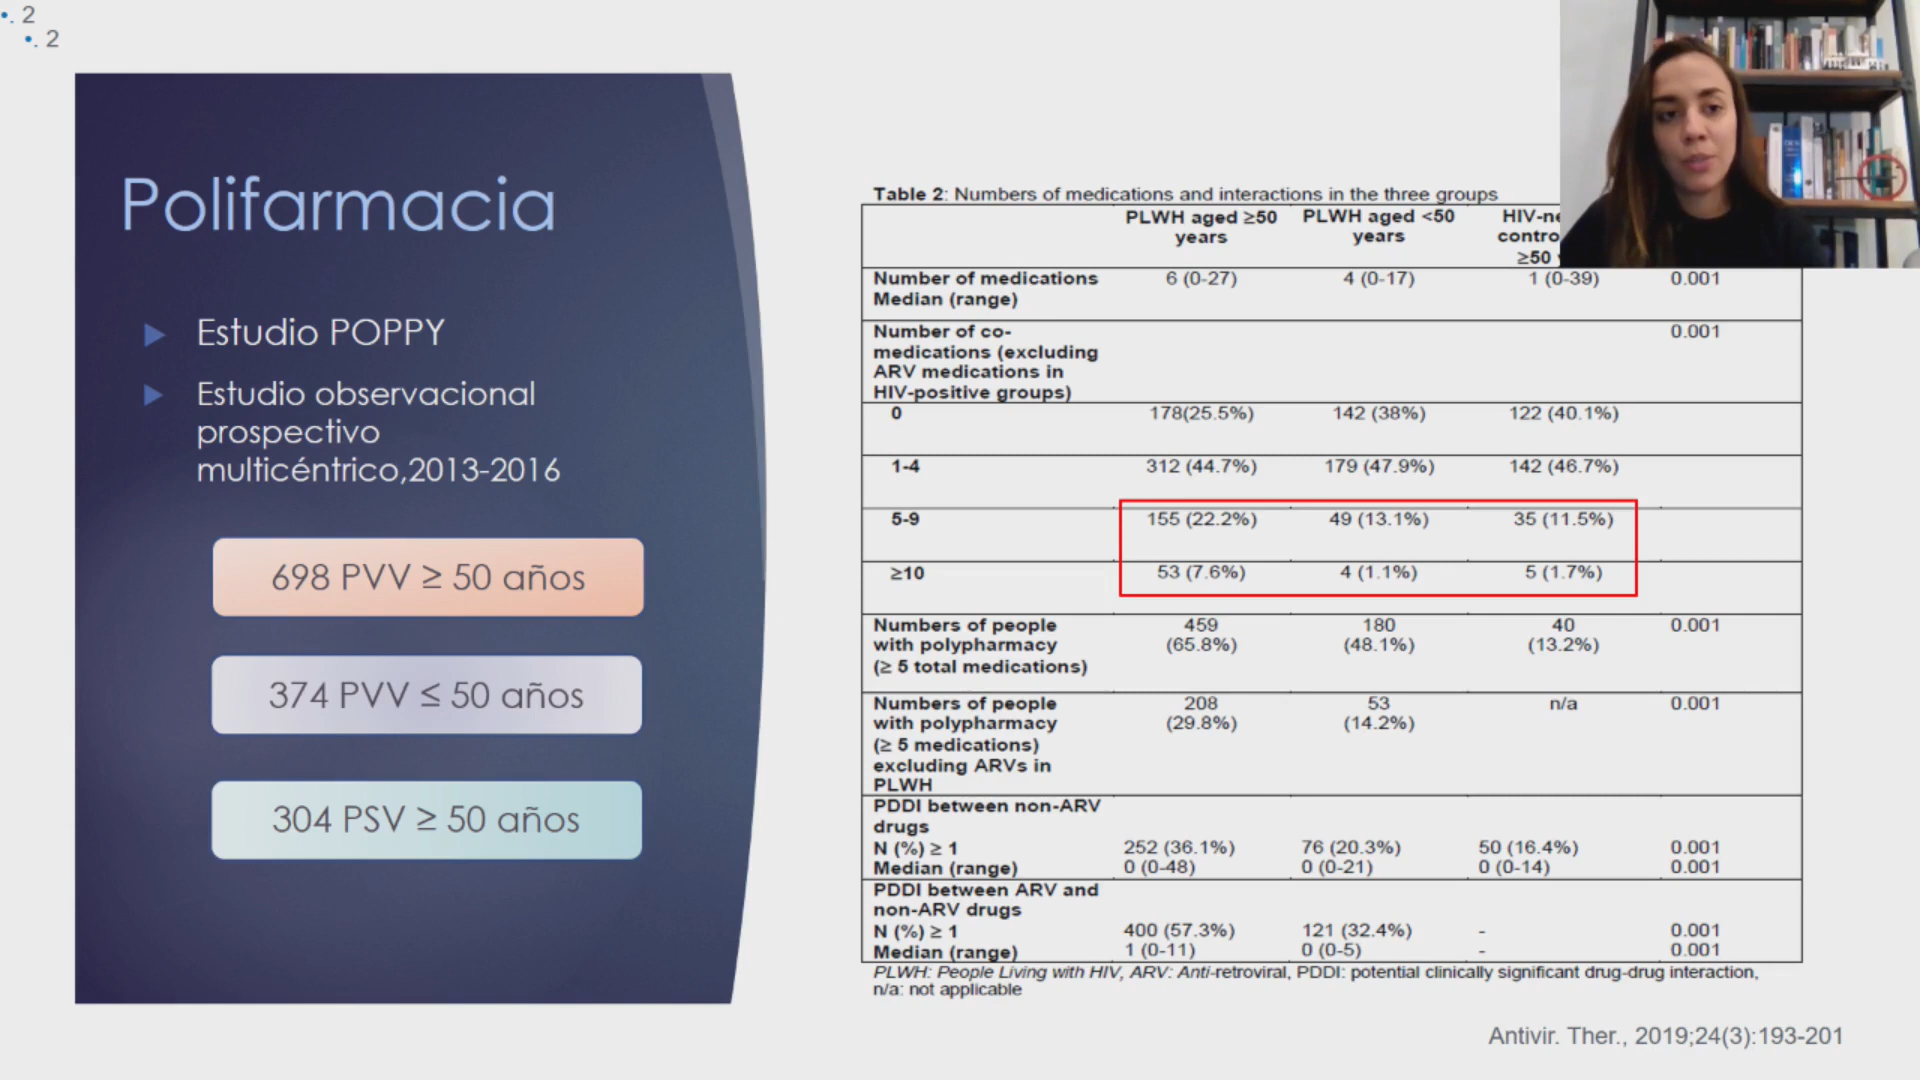 . 2
. 2
Polifarmacia
Estudio POPPY
Estudio observacional
prospectivo
multicéntrico,2013-2016
698 PVV ≥ 50 años
374 PVV ≤ 50 años
304 PSV ≥ 50 años
Table 2: Numbers of medications and interactions in the three groups
PLWH aged ≥50 years PLWH aged <50 years ≥50
Number of medications Median (range) 6 (0-27) 4 (0-17) 1 (0-39) 0.001
Number of co-
medications (excluding
ARV medications in
HIV-positive groups) 0.001
0 178(25.5%) 142 (38%) 122 (40.1%)
1-4 312 (44.7%) 179 (47.9%) 142 (46.7%)
5-9 155 (22.2%) 49 (13.1%) 35 (11.5%)
≥10 53 (7.6%) 4 (1.1%) 5 (1.7%)
Numbers of people 459 180 40 0.001
with polypharmacy (65.8%) (48.1%) (13.2%)
(≥ 5 total medications)
Numbers of people 208 53 n/a 0.001
with polypharmacy (29.8%) (14.2%)
(≥ 5 medications)
excluding ARVs in
PLWH
PDDI between non-ARV
drugs
N (%) ≥ 1 252 (36.1%) 76 (20.3%) 50 (16.4%) 0.001
Median (range) 0 (0-48) 0 (0-21) 0 (0-14) 0.001
PDDI between ARV and
non-ARV drugs
N (%) ≥ 1 400 (57.3%) 121 (32.4%) - 0.001
Median (range) 1 (0-11) 0 (0-5) - 0.001
PLWH: People Living with HIV, ARV: Anti-retroviral, PDDI: potential clinically significant drug-drug interaction,
n/a: not applicable
Antivir. Ther., 2019;24(3):193-201